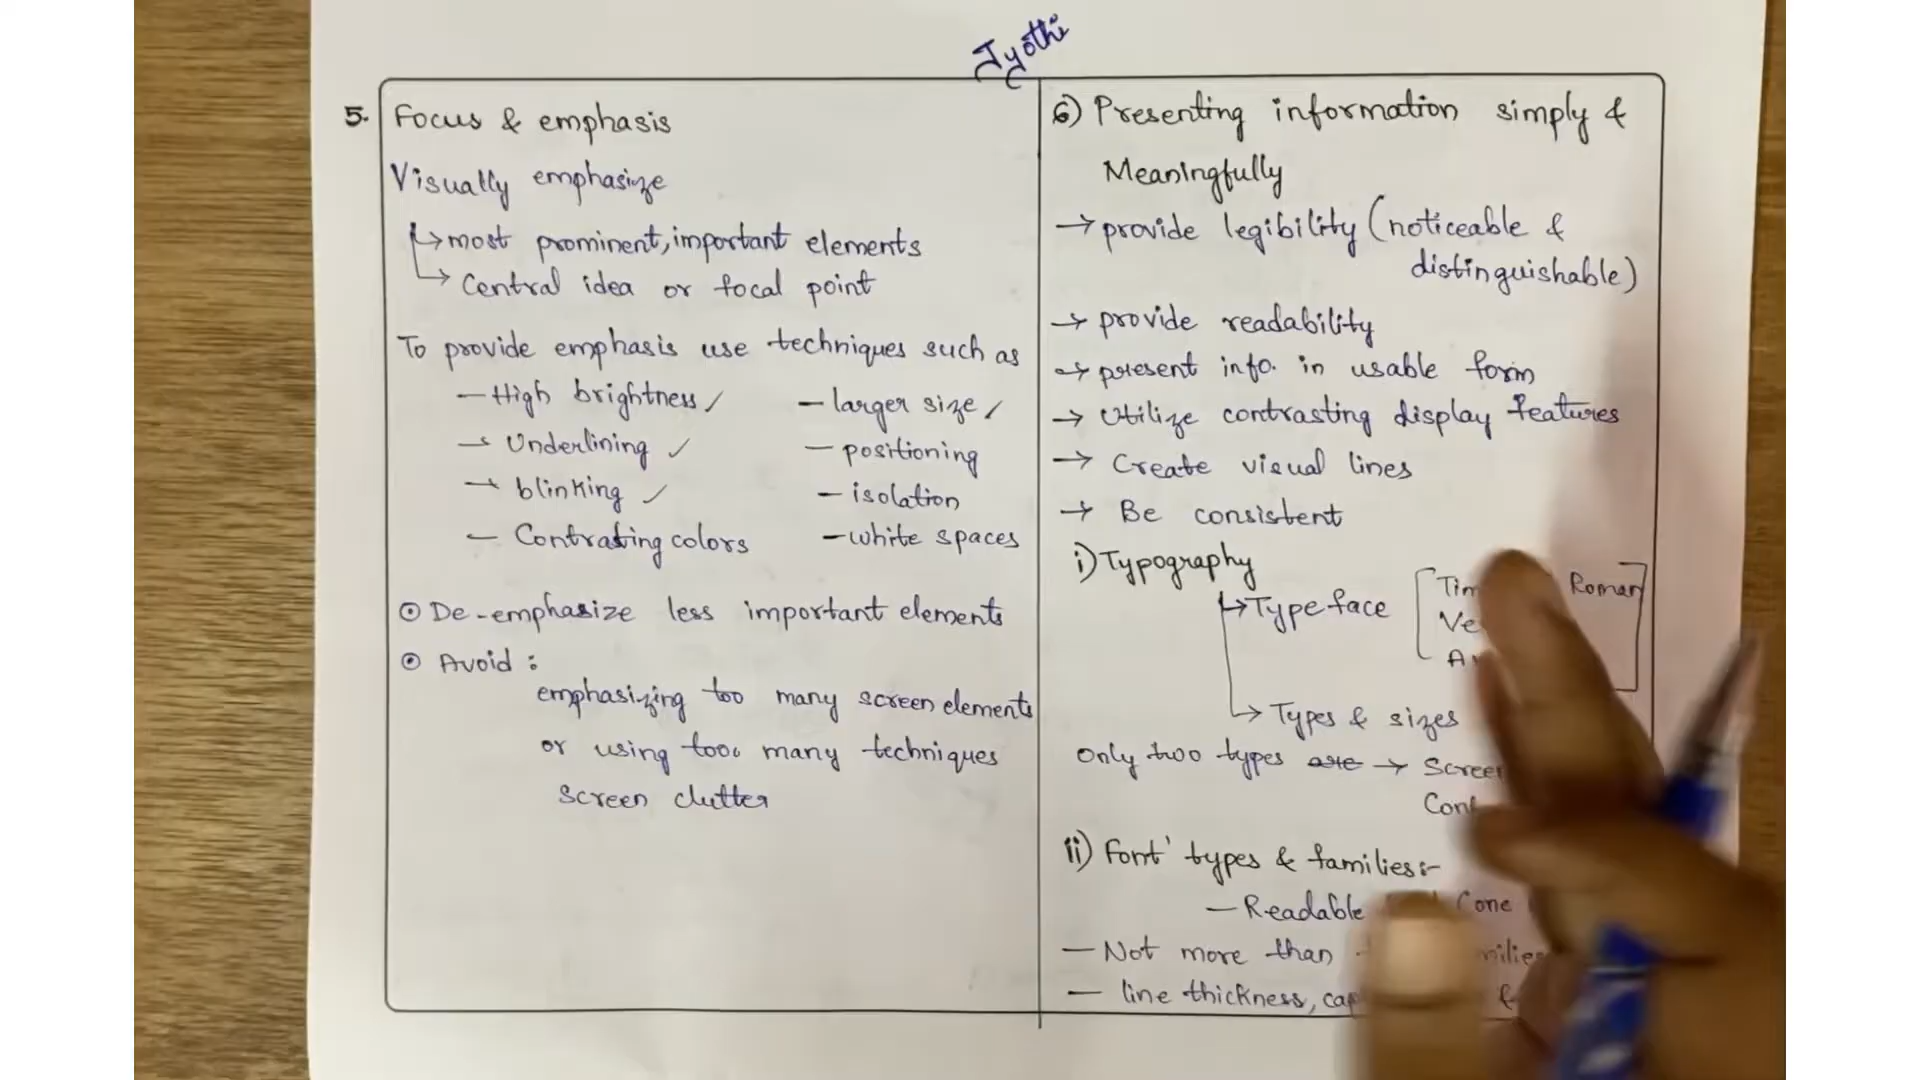 Jyothi
5. Focus & emphasis
Visually emphasize
↳ most prominent, important elements
↳ Central idea or focal point
To provide emphasis use techniques such as
- High brightness ✓
- Underlining ✓
- blinking ✓
- Contrasting colors
- larger size ✓
- positioning
- isolation
- white spaces
⊙ De-emphasize less important elements
⊙ Avoid :
emphasizing too many screen elements
or using too many techniques
screen clutter
6) Presenting information simply &
Meaningfully
→ provide legibility (noticeable &
distinguishable)
→ provide readability
→ present info. in usable form
→ Utilize contrasting display features
→ Create visual lines
→ Be consistent
i) Typography
↳ Type face
Roman
↳ Types & sizes
Only two types are → Screen
ii) Font types & families:-
- Readable
- Not more than
- line thickness,